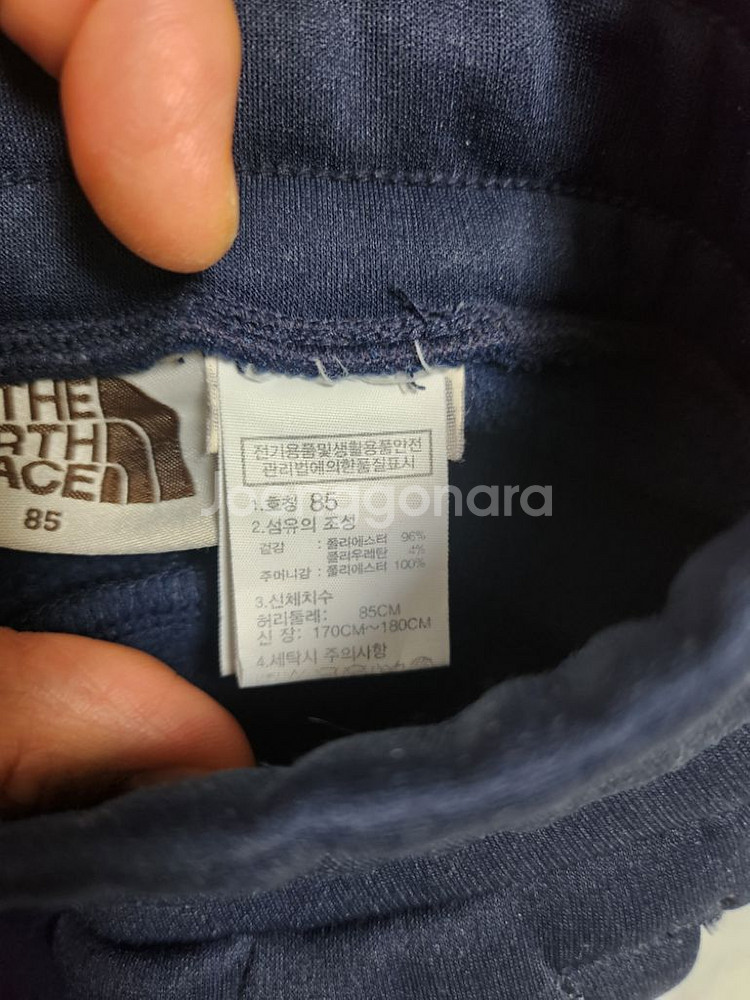 THE
NORTH
FACE
85
전기용품및생활용품안전
관리법에의한품질표시
1.호칭 85
2.섬유의 조성
겉감 : 폴리에스터 96%
폴리우레탄 4%
주머니감 : 폴리에스터 100%
3.신체치수
허리둘레: 85CM
신 장: 170CM~180CM
4.세탁시 주의사항
Joonggonara